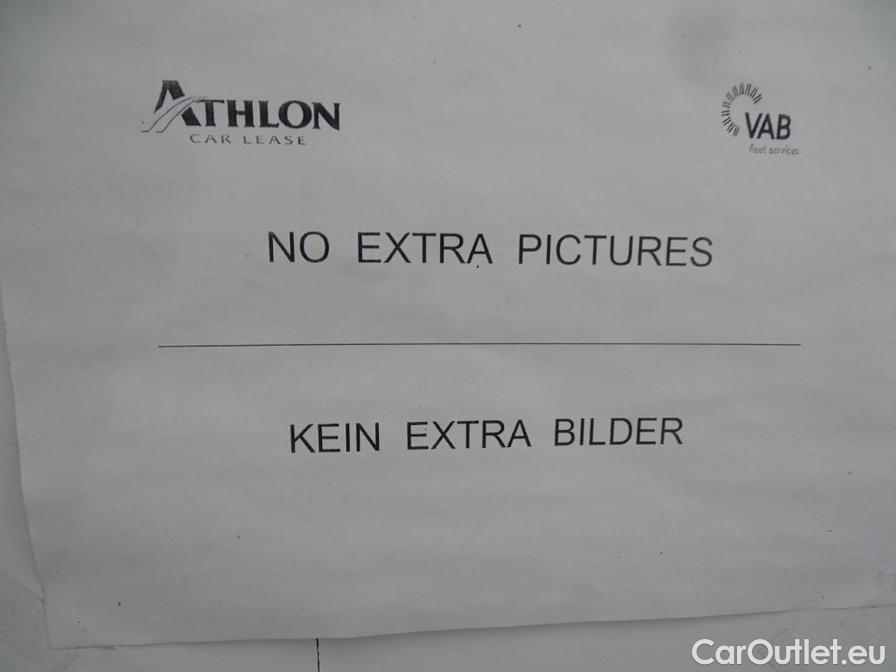 ATHLON
CAR LEASE
VAB
fleet services
NO EXTRA PICTURES
KEIN EXTRA BILDER
CarOutlet.eu